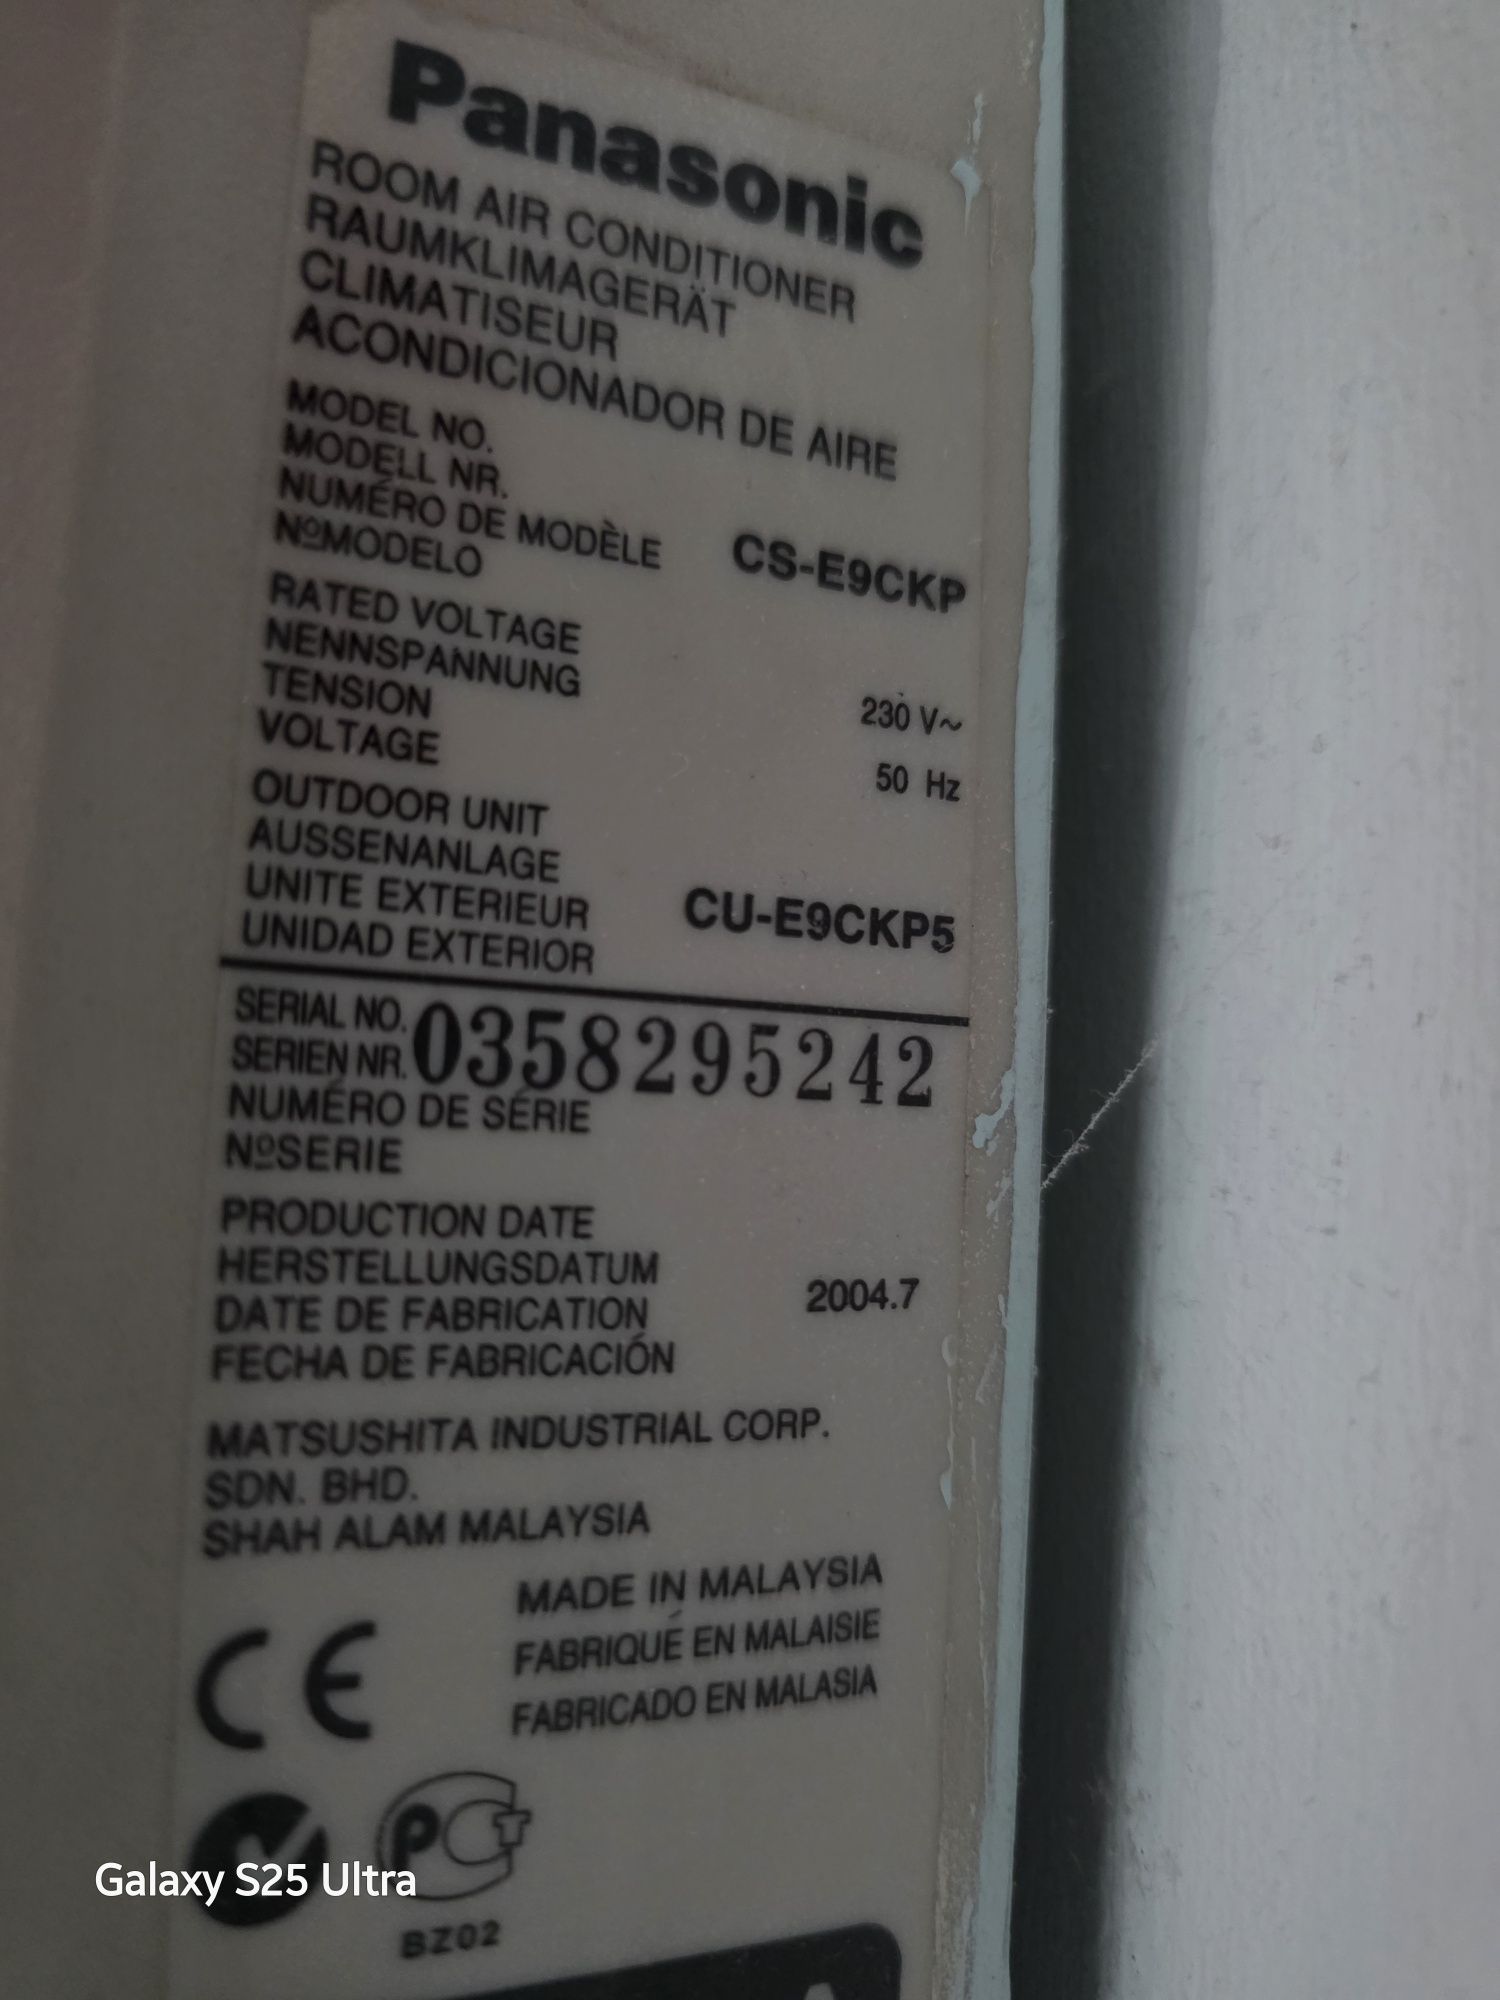 Panasonic
ROOM AIR CONDITIONER
RAUMKLIMAGERÄT
CLIMATISEUR
ACONDICIONADOR DE AIRE
MODEL NO.
MODELL NR.
NUMÉRO DE MODÈLE CS-E9CKP
NºMODELO
RATED VOLTAGE
NENNSPANNUNG
TENSION 230 V~
VOLTAGE 50 Hz
OUTDOOR UNIT
AUSSENANLAGE
UNITE EXTERIEUR CU-E9CKP5
UNIDAD EXTERIOR
SERIAL NO.
SERIEN NR. 0358295242
NUMÉRO DE SÉRIE
NºSERIE
PRODUCTION DATE
HERSTELLUNGSDATUM
DATE DE FABRICATION 2004.7
FECHA DE FABRICACIÓN
MATSUSHITA INDUSTRIAL CORP.
SDN. BHD.
SHAH ALAM MALAYSIA
MADE IN MALAYSIA
FABRIQUÉ EN MALAISIE
FABRICADO EN MALASIA
CE
PCT
Galaxy S25 Ultra
BZ02